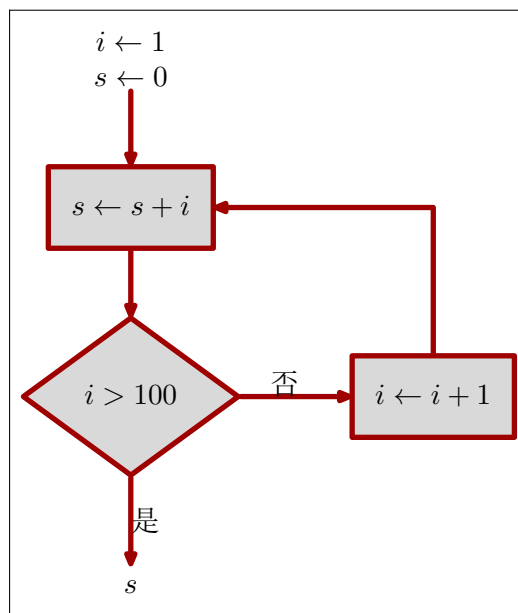 i ← 1
s ← 0
s ← s + i
i > 100
否
i ← i + 1
是
s